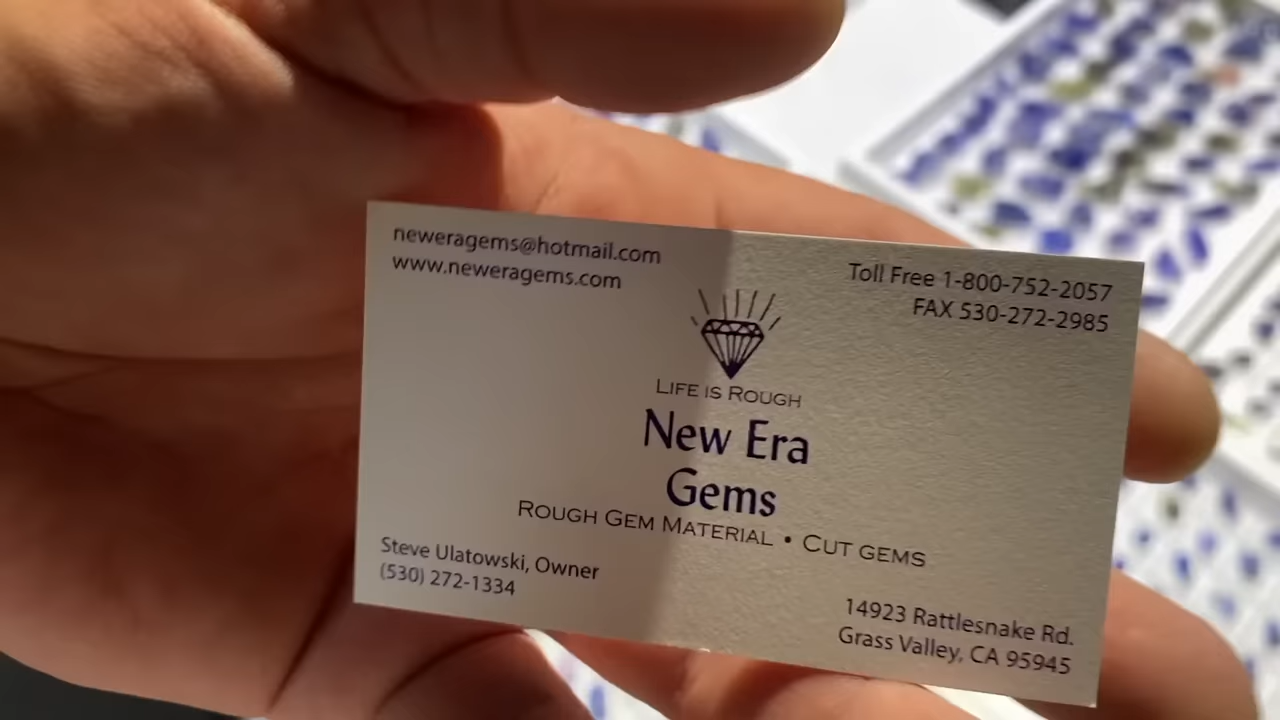 neweragems@hotmail.com
www.neweragems.com
Toll Free 1-800-752-2057
FAX 530-272-2985
LIFE IS ROUGH
New Era
Gems
ROUGH GEM MATERIAL • CUT GEMS
Steve Ulatowski, Owner
(530) 272-1334
14923 Rattlesnake Rd.
Grass Valley, CA 95945